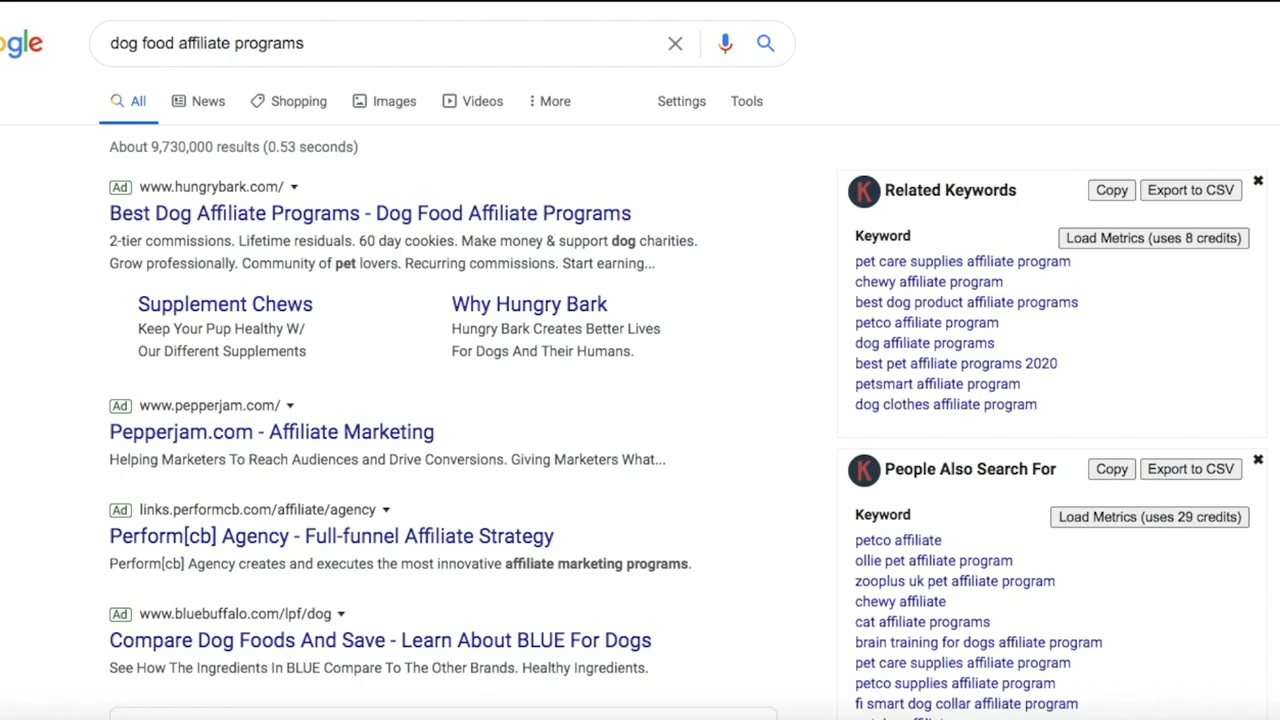 ogle
dog food affiliate programs
All News Shopping Images Videos More Settings Tools
About 9,730,000 results (0.53 seconds)
Ad www.hungrybark.com/
Best Dog Affiliate Programs - Dog Food Affiliate Programs
2-tier commissions. Lifetime residuals. 60 day cookies. Make money & support dog charities.
Grow professionally. Community of pet lovers. Recurring commissions. Start earning...
Supplement Chews
Keep Your Pup Healthy W/
Our Different Supplements
Why Hungry Bark
Hungry Bark Creates Better Lives
For Dogs And Their Humans.
Ad www.pepperjam.com/
Pepperjam.com - Affiliate Marketing
Helping Marketers To Reach Audiences and Drive Conversions. Giving Marketers What...
Ad links.performcb.com/affiliate/agency
Perform[cb] Agency - Full-funnel Affiliate Strategy
Perform[cb] Agency creates and executes the most innovative affiliate marketing programs.
Ad www.bluebuffalo.com/lpf/dog
Compare Dog Foods And Save - Learn About BLUE For Dogs
See How The Ingredients In BLUE Compare To The Other Brands. Healthy Ingredients.
K Related Keywords Copy Export to CSV
Keyword Load Metrics (uses 8 credits)
pet care supplies affiliate program
chewy affiliate program
best dog product affiliate programs
petco affiliate program
dog affiliate programs
best pet affiliate programs 2020
petsmart affiliate program
dog clothes affiliate program
K People Also Search For Copy Export to CSV
Keyword Load Metrics (uses 29 credits)
petco affiliate
ollie pet affiliate program
zooplus uk pet affiliate program
chewy affiliate
cat affiliate programs
brain training for dogs affiliate program
pet care supplies affiliate program
petco supplies affiliate program
fi smart dog collar affiliate program